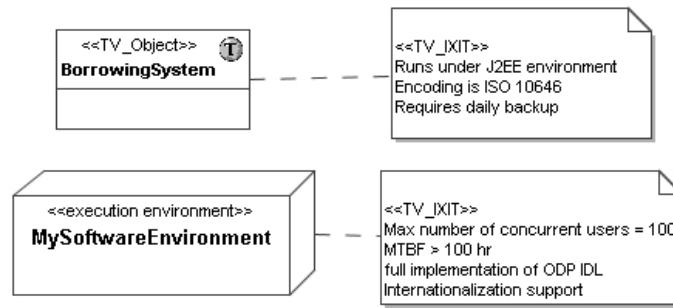 <<TV_Object>>
T
BorrowingSystem
<<TV_IXIT>>
Runs under J2EE environment
Encoding is ISO 10646
Requires daily backup
<<execution environment>>
MySoftwareEnvironment
<<TV_IXIT>>
Max number of concurrent users = 100
MTBF > 100 hr
full implementation of ODP IDL
Internationalization support